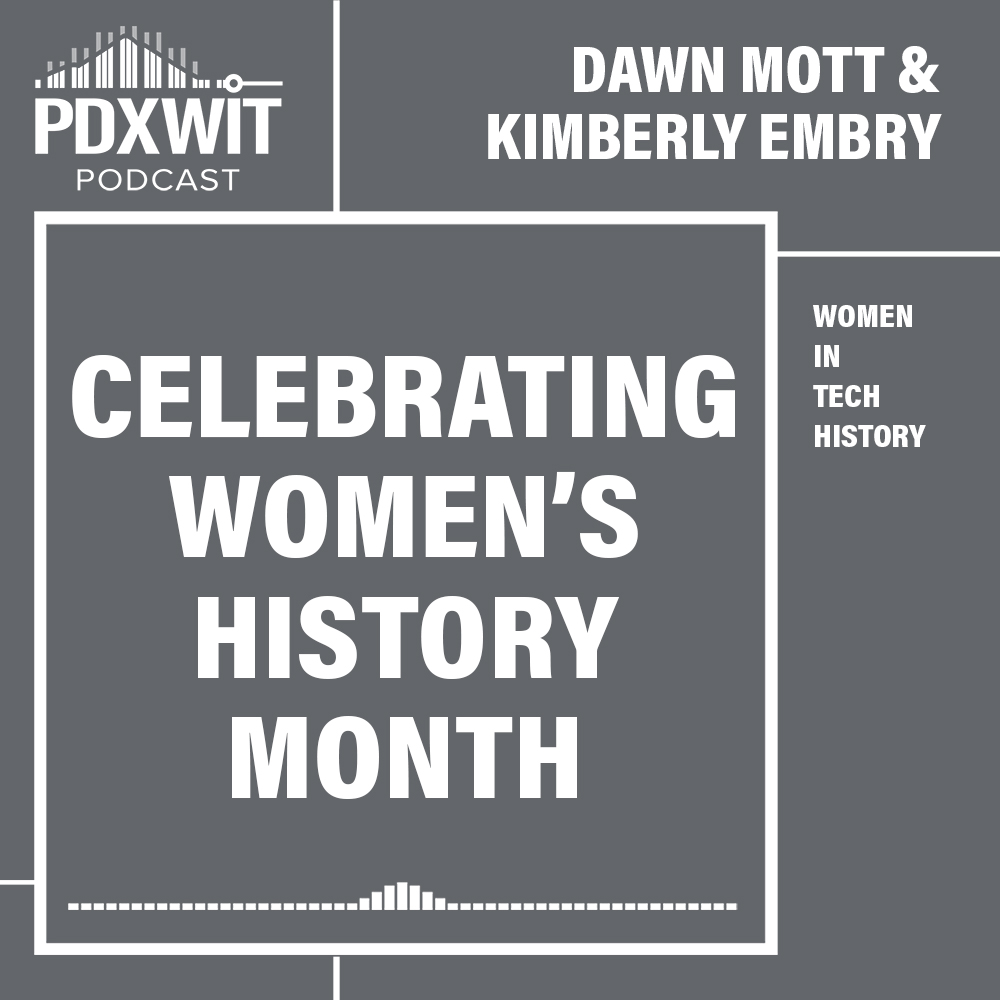 PDXWIT
PODCAST
DAWN MOTT &
KIMBERLY EMBRY
CELEBRATING
WOMEN’S
HISTORY
MONTH
WOMEN
IN
TECH
HISTORY